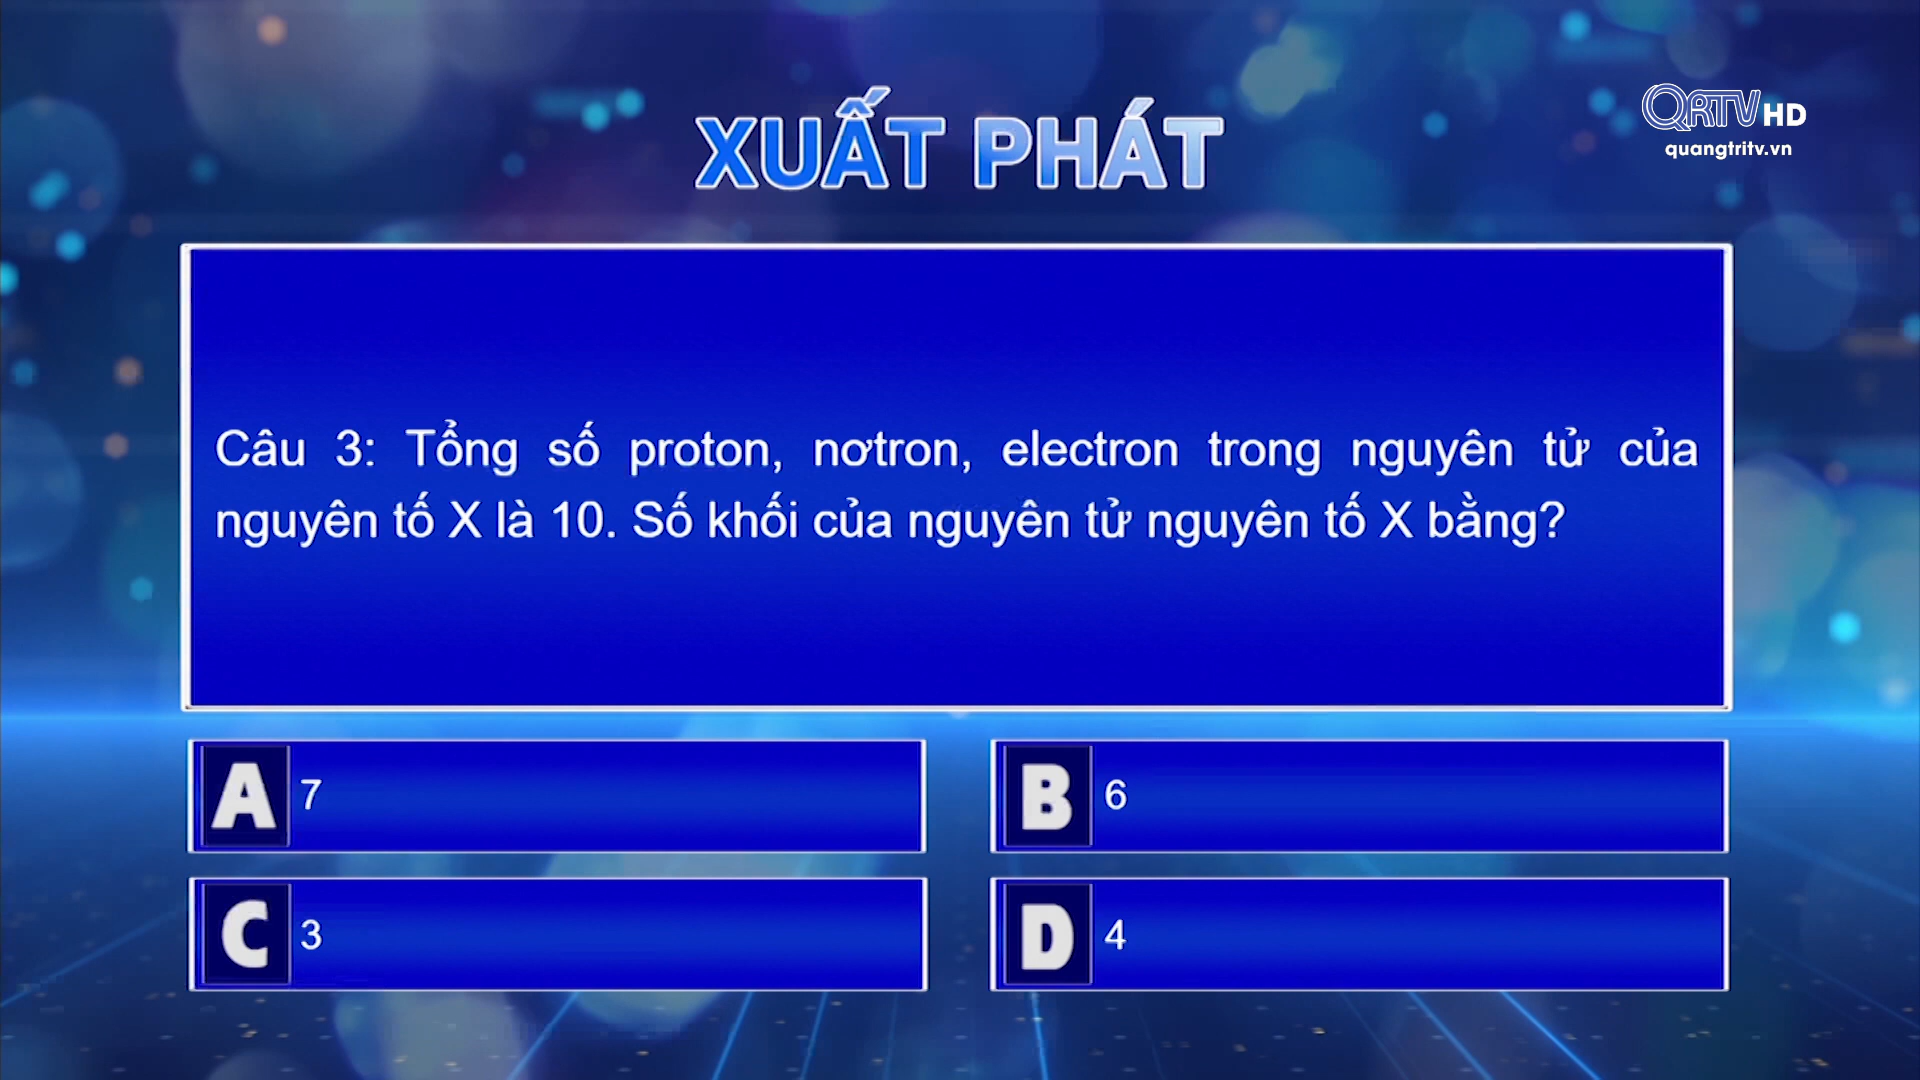 XUẤT PHÁT
QRTV HD
quangtritv.vn
Câu 3: Tổng số proton, nơtron, electron trong nguyên tử của
nguyên tố X là 10. Số khối của nguyên tử nguyên tố X bằng?
A 7
B 6
C 3
D 4